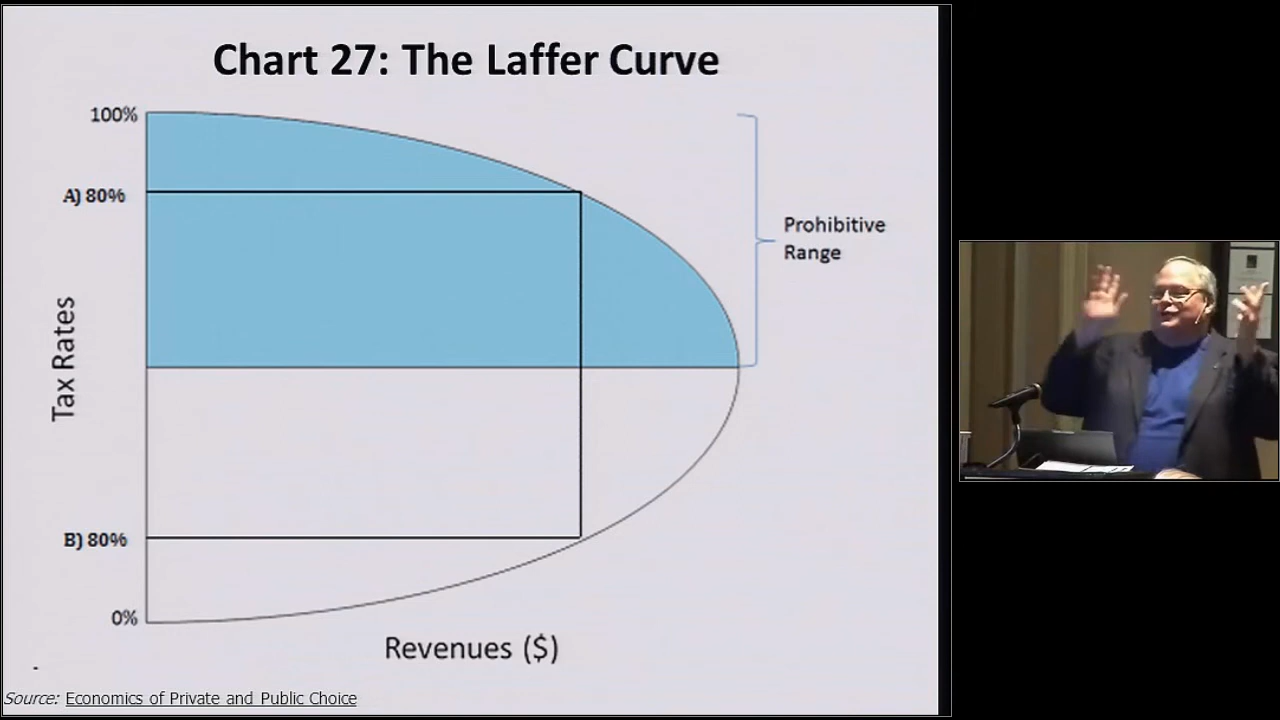 Chart 27: The Laffer Curve
100%
A) 80%
Prohibitive
Range
Tax Rates
B) 80%
0%
Revenues ($)
Source: Economics of Private and Public Choice